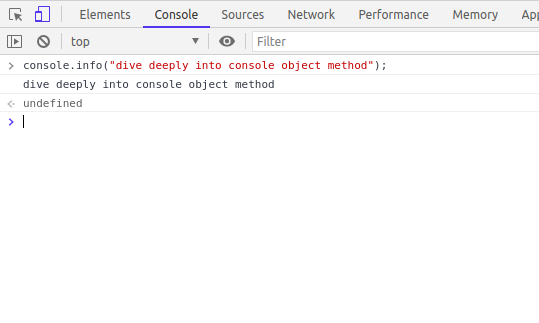 Elements Console Sources Network Performance Memory
top Filter
console.info("dive deeply into console object method");
dive deeply into console object method
undefined